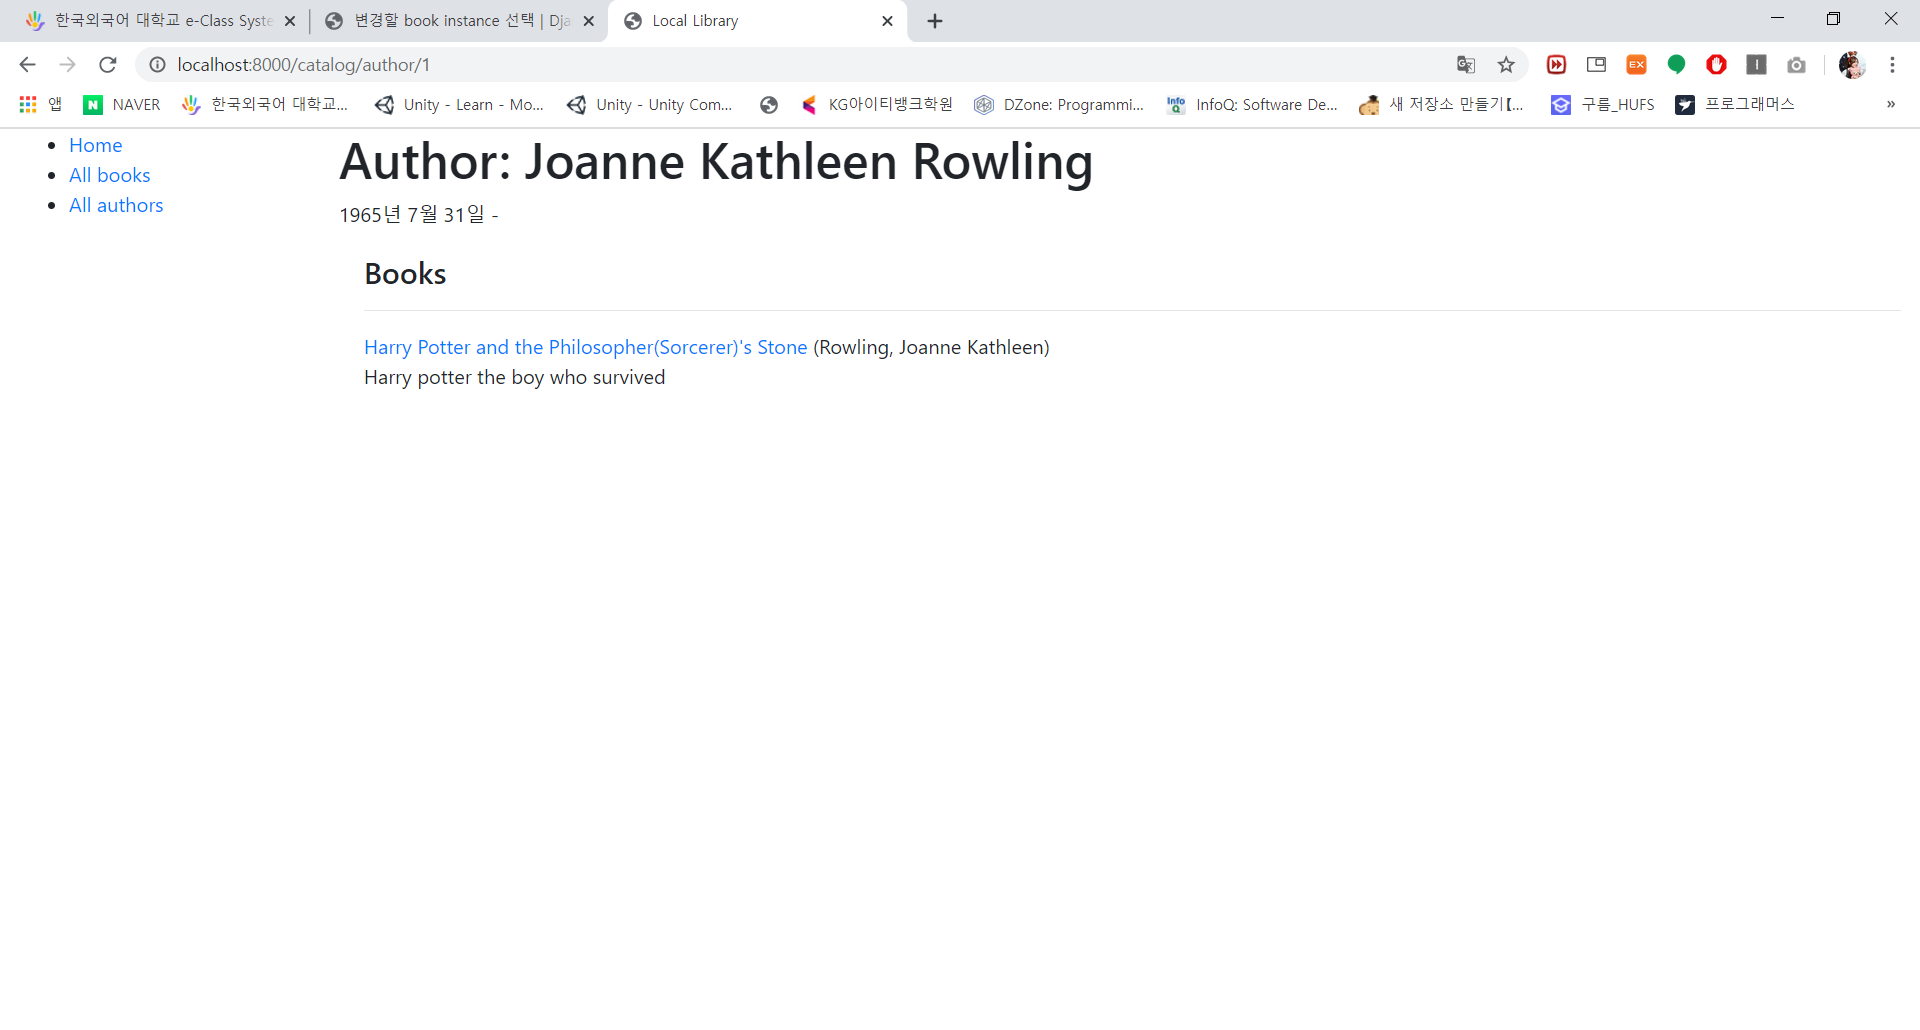 한국외국어 대학교 e-Class Syste
변경할 book instance 선택 | Dja
Local Library
localhost:8000/catalog/author/1
앱
NAVER
한국외국어 대학교...
Unity - Learn - Mo...
Unity - Unity Com...
KG아이티뱅크학원
DZone: Programmi...
InfoQ: Software De...
새 저장소 만들기【...
구름_HUFS
프로그래머스
»
Home
All books
All authors
Author: Joanne Kathleen Rowling
1965년 7월 31일 -
Books
Harry Potter and the Philosopher(Sorcerer)'s Stone (Rowling, Joanne Kathleen)
Harry potter the boy who survived